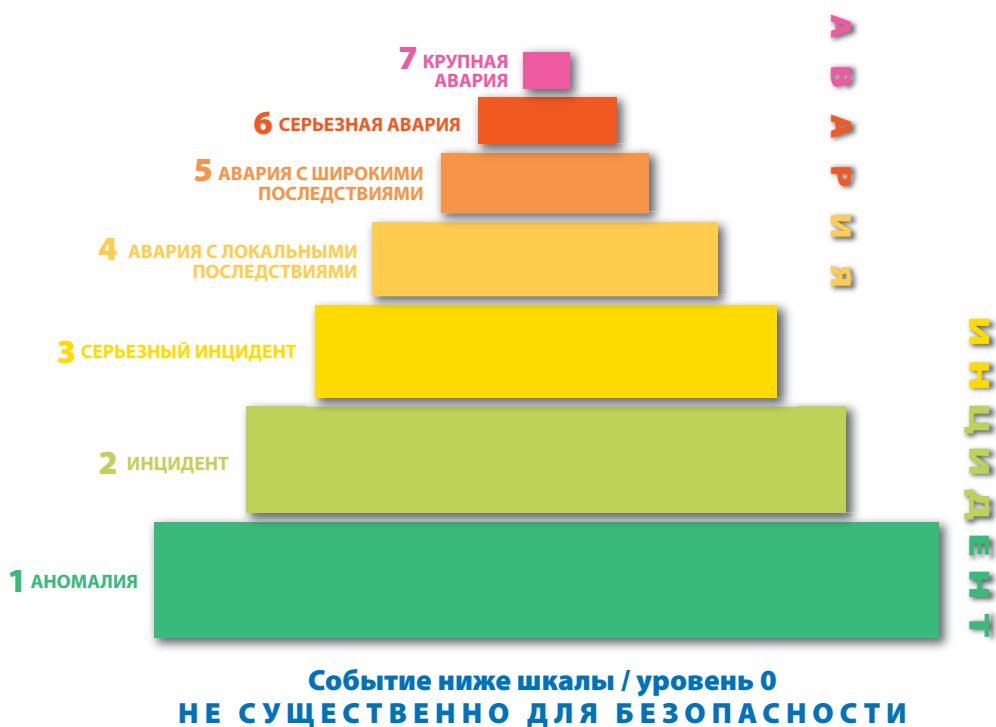 7 КРУПНАЯ
АВАРИЯ
6 СЕРЬЕЗНАЯ АВАРИЯ
5 АВАРИЯ С ШИРОКИМИ
ПОСЛЕДСТВИЯМИ
4 АВАРИЯ С ЛОКАЛЬНЫМИ
ПОСЛЕДСТВИЯМИ
3 СЕРЬЕЗНЫЙ ИНЦИДЕНТ
2 ИНЦИДЕНТ
1 АНОМАЛИЯ
АВАРИЯ
ИНЦИДЕНТ
Событие ниже шкалы / уровень 0
НЕ СУЩЕСТВЕННО ДЛЯ БЕЗОПАСНОСТИ